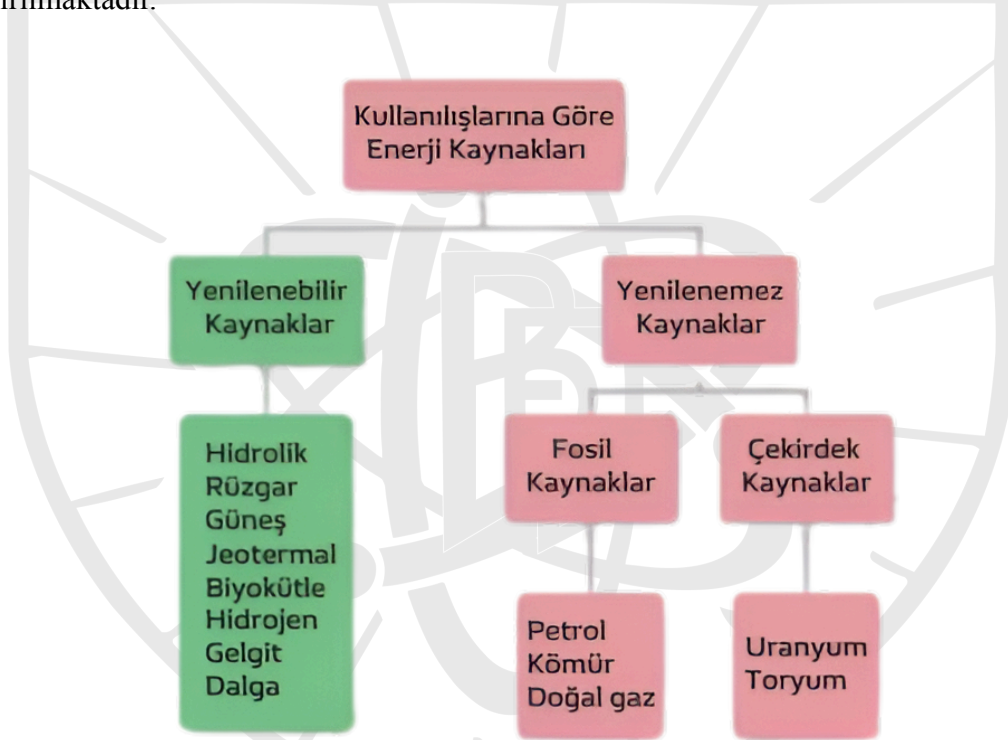 Kullanılışlarına Göre
Enerji Kaynakları
Yenilenebilir
Kaynaklar
Yenilenemez
Kaynaklar
Hidrolik
Rüzgar
Güneş
Jeotermal
Biyokütle
Hidrojen
Gelgit
Dalga
Fosil
Kaynaklar
Çekirdek
Kaynaklar
Petrol
Kömür
Doğal gaz
Uranyum
Toryum